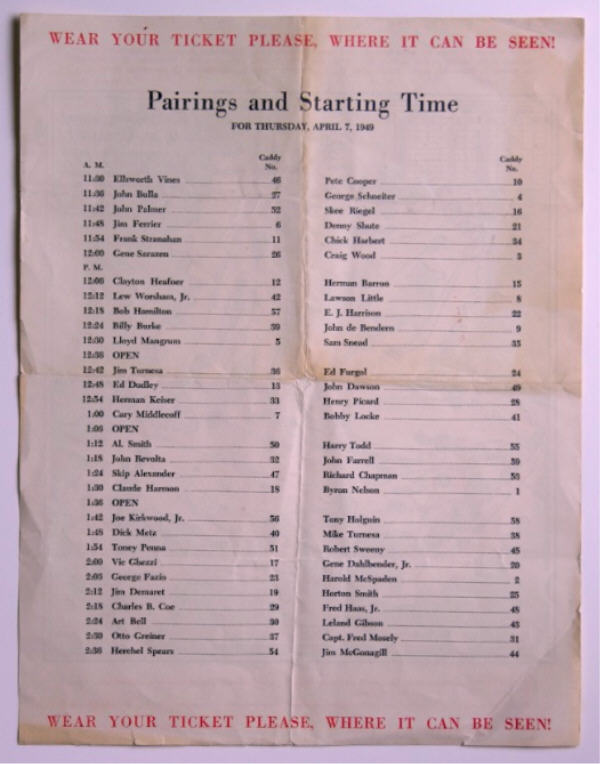 WEAR YOUR TICKET PLEASE, WHERE IT CAN BE SEEN!
Pairings and Starting Time
FOR THURSDAY, APRIL 7, 1949
A. M. Caddy No. Caddy No.
11:30 Ellsworth Vines 46 Pete Cooper 10
11:36 John Bulla 27 George Schneiter 4
11:42 John Palmer 52 Skee Riegel 16
11:48 Jim Ferrier 6 Denny Shute 21
11:54 Frank Stranahan 11 Chick Harbert 34
12:00 Gene Sarazen 26 Craig Wood 3
P. M.
12:06 Clayton Heafner 12 Herman Barron 15
12:12 Lew Worsham, Jr. 42 Lawson Little 8
12:18 Bob Hamilton 57 E. J. Harrison 22
12:24 Billy Burke 39 John de Bendern 9
12:30 Lloyd Mangrum 5 Sam Snead 35
12:36 OPEN
12:42 Jim Turnesa 36 Ed Furgol 24
12:48 Ed Dudley 13 John Dawson 49
12:54 Herman Keiser 33 Henry Picard 28
1:00 Cary Middlecoff 7 Bobby Locke 41
1:06 OPEN
1:12 Al. Smith 50 Harry Todd 55
1:18 John Revolta 32 John Farrell
1:24 Skip Alexander 47 Richard Chapman
1:30 Claude Harmon 18 Byron Nelson 1
1:36 OPEN
1:42 Joe Kirkwood, Jr. 56 Tony Holguin 58
1:48 Dick Metz 40 Mike Turnesa 38
1:54 Toney Penna 51 Robert Sweeny 45
2:00 Vic Ghezzi 17 Gene Dahlbender, Jr. 20
2:06 George Fazio 23 Harold McSpaden 2
2:12 Jim Demaret 19 Horton Smith 25
2:18 Charles B. Coe 29 Fred Haas, Jr. 48
2:24 Art Bell 30 Leland Gibson 43
2:30 Otto Greiner 37 Capt. Fred Mosely 31
2:36 Herchel Spears 54 Jim McGonagill 44
WEAR YOUR TICKET PLEASE, WHERE IT CAN BE SEEN!